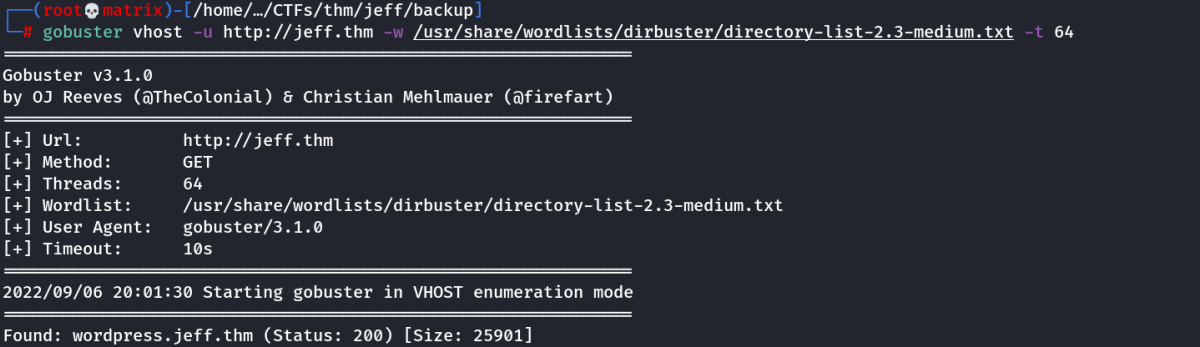 ┌──(root💀matrix)-[/home/…/CTFs/thm/jeff/backup]
└─# gobuster vhost -u http://jeff.thm -w /usr/share/wordlists/dirbuster/directory-list-2.3-medium.txt -t 64
===============================================================
Gobuster v3.1.0
by OJ Reeves (@TheColonial) & Christian Mehlmauer (@firefart)
===============================================================
[+] Url:          http://jeff.thm
[+] Method:       GET
[+] Threads:      64
[+] Wordlist:     /usr/share/wordlists/dirbuster/directory-list-2.3-medium.txt
[+] User Agent:   gobuster/3.1.0
[+] Timeout:      10s
===============================================================
2022/09/06 20:01:30 Starting gobuster in VHOST enumeration mode
===============================================================
Found: wordpress.jeff.thm (Status: 200) [Size: 25901]